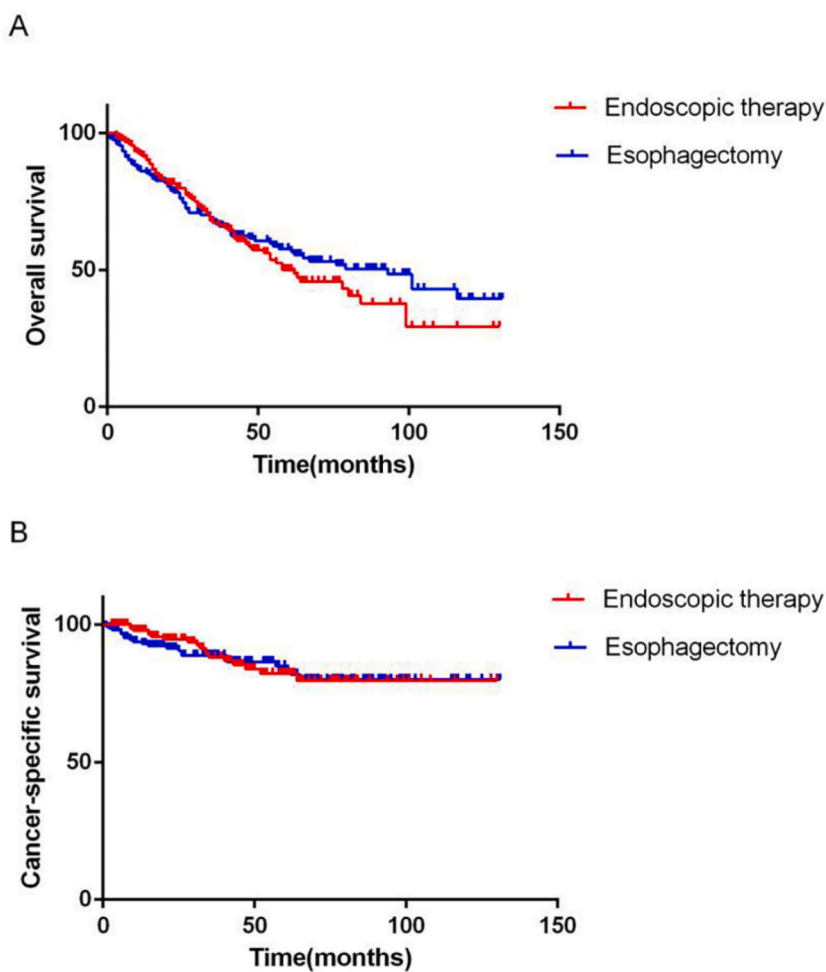 A
Endoscopic therapy
Esophagectomy
Overall survival
100
50
0
0 50 100 150
Time(months)
B
Endoscopic therapy
Esophagectomy
Cancer-specific survival
100
50
0
0 50 100 150
Time(months)